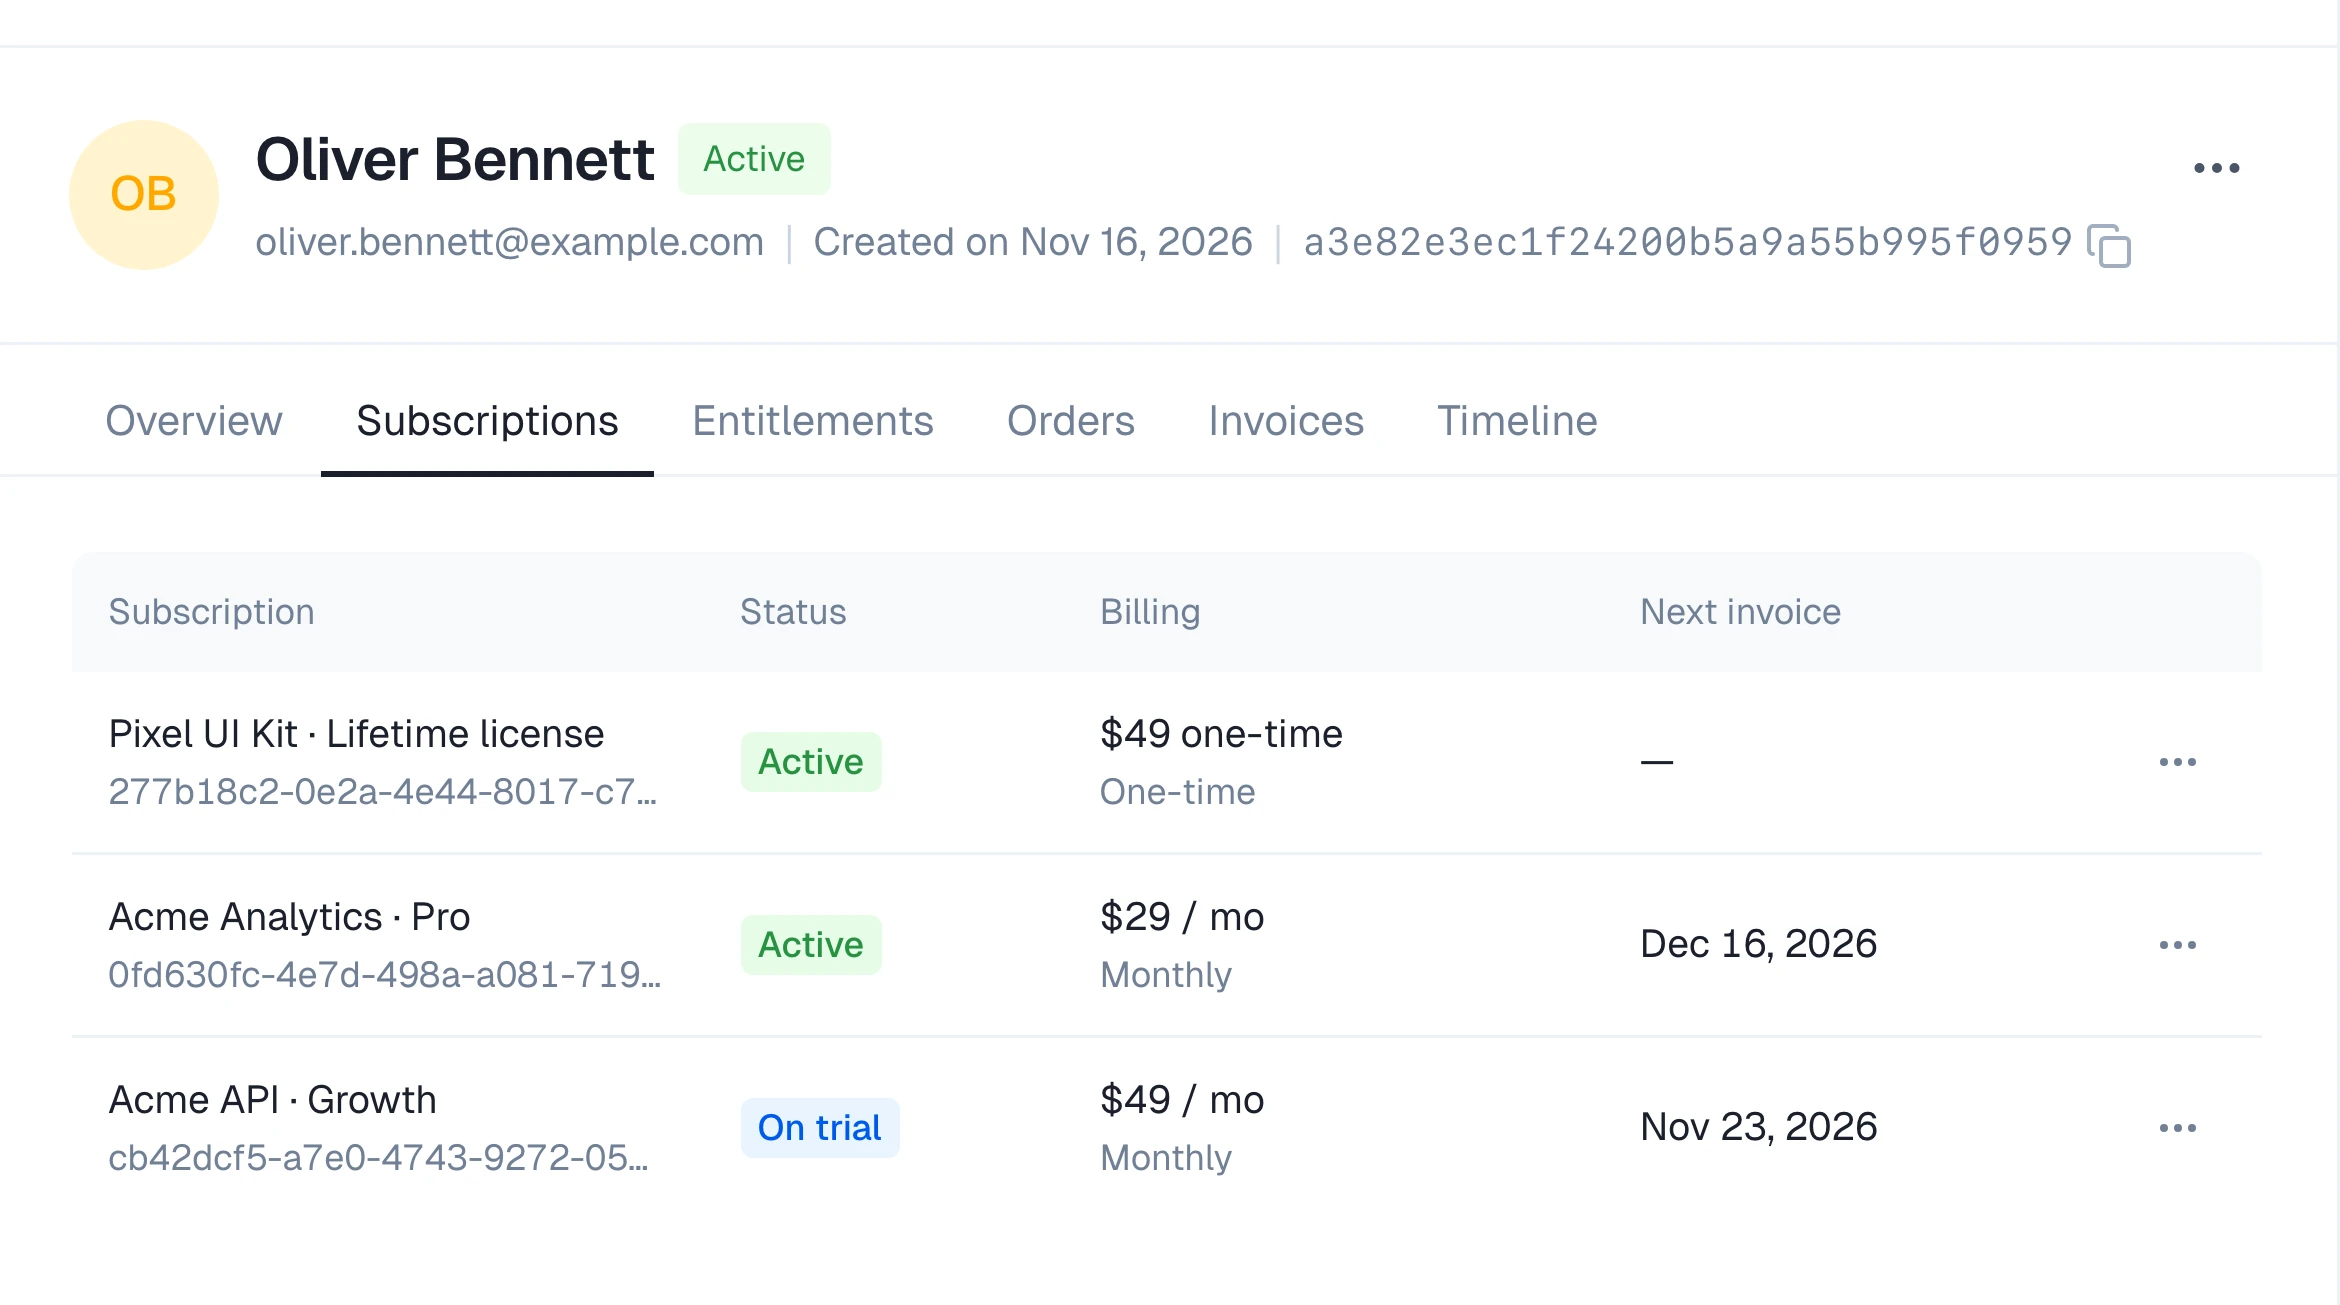 OB
Oliver Bennett Active
oliver.bennett@example.com | Created on Nov 16, 2026 | a3e82e3ec1f24200b5a9a55b995f0959
Overview Subscriptions Entitlements Orders Invoices Timeline
Subscription Status Billing Next invoice
Pixel UI Kit · Lifetime license Active $49 one-time —
277b18c2-0e2a-4e44-8017-c7... One-time
Acme Analytics · Pro Active $29 / mo Dec 16, 2026
0fd630fc-4e7d-498a-a081-719... Monthly
Acme API · Growth On trial $49 / mo Nov 23, 2026
cb42dcf5-a7e0-4743-9272-05... Monthly